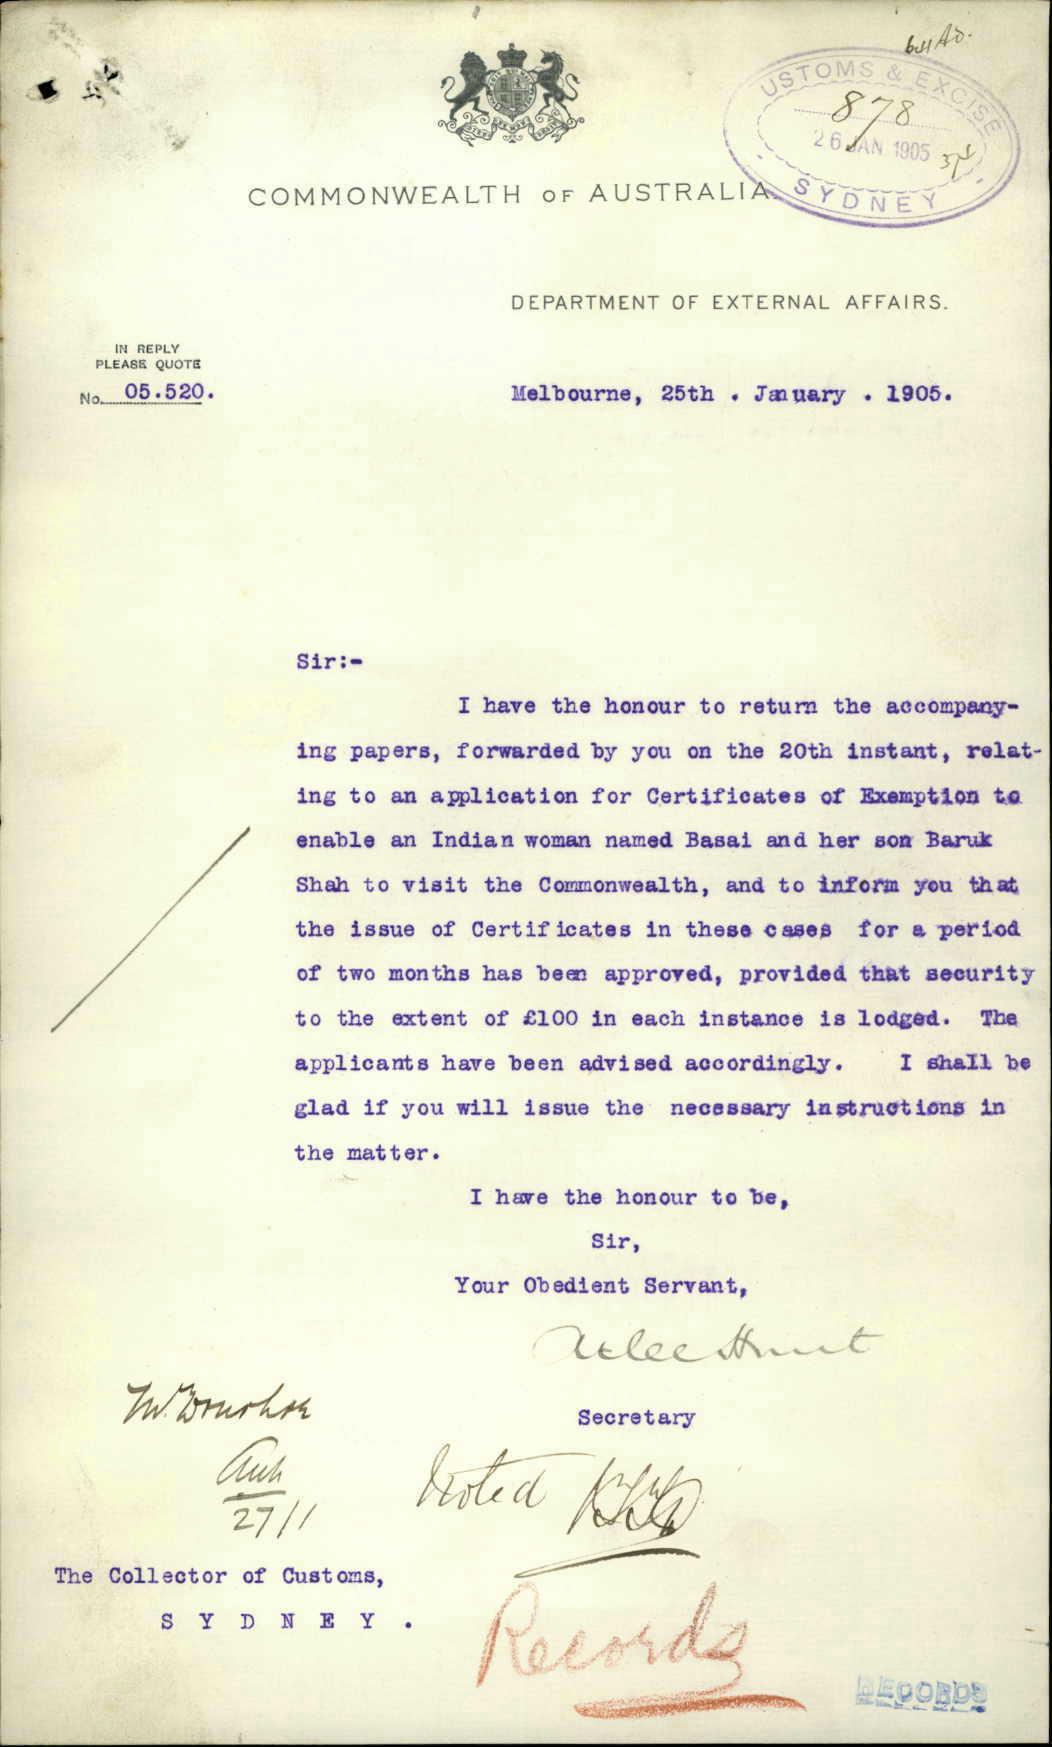 CUSTOMS & EXCISE
878
26 JAN 1905
SYDNEY
COMMONWEALTH OF AUSTRALIA.
DEPARTMENT OF EXTERNAL AFFAIRS.
IN REPLY
PLEASE QUOTE
No. 05.520.
Melbourne, 25th . January . 1905.
Sir:-
I have the honour to return the accompany-
ing papers, forwarded by you on the 20th instant, relat-
ing to an application for Certificates of Exemption to
enable an Indian woman named Basai and her son Baruk
Shah to visit the Commonwealth, and to inform you that
the issue of Certificates in these cases for a period
of two months has been approved, provided that security
to the extent of £100 in each instance is lodged. The
applicants have been advised accordingly. I shall be
glad if you will issue the necessary instructions in
the matter.
I have the honour to be,
Sir,
Your Obedient Servant,
Atlee Hunt
Secretary
Mr Donohoe
27/1
Noted
The Collector of Customs,
S Y D N E Y .
Records
RECORDS